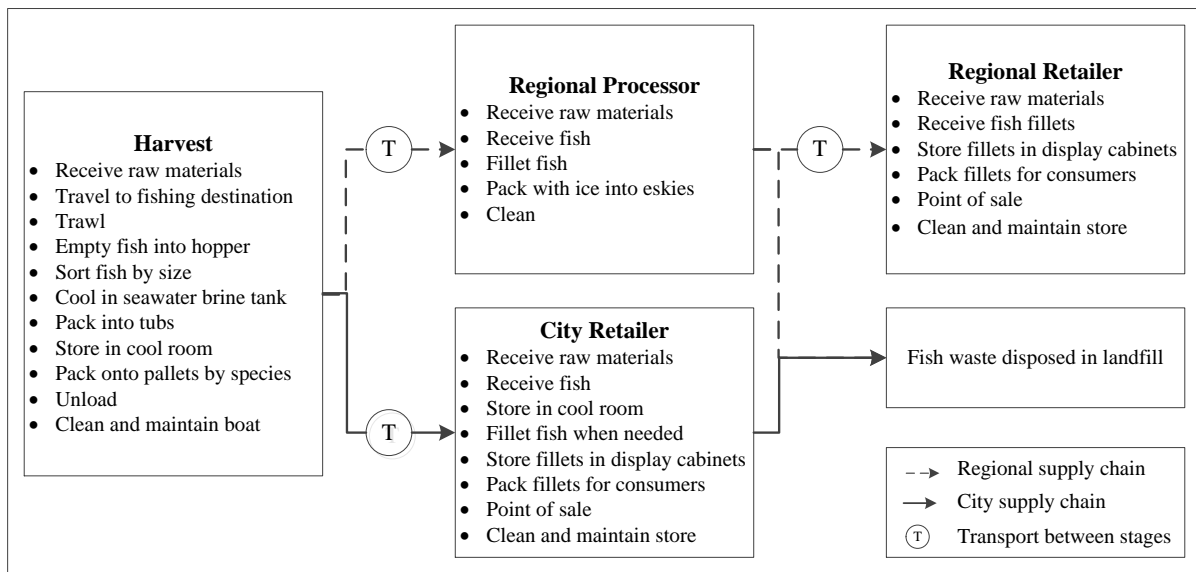 Harvest
• Receive raw materials
• Travel to fishing destination
• Trawl
• Empty fish into hopper
• Sort fish by size
• Cool in seawater brine tank
• Pack into tubs
• Store in cool room
• Pack onto pallets by species
• Unload
• Clean and maintain boat
T
Regional Processor
• Receive raw materials
• Receive fish
• Fillet fish
• Pack with ice into eskies
• Clean
T
Regional Retailer
• Receive raw materials
• Receive fish fillets
• Store fillets in display cabinets
• Pack fillets for consumers
• Point of sale
• Clean and maintain store
T
City Retailer
• Receive raw materials
• Receive fish
• Store in cool room
• Fillet fish when needed
• Store fillets in display cabinets
• Pack fillets for consumers
• Point of sale
• Clean and maintain store
Fish waste disposed in landfill
Regional supply chain
City supply chain
T Transport between stages